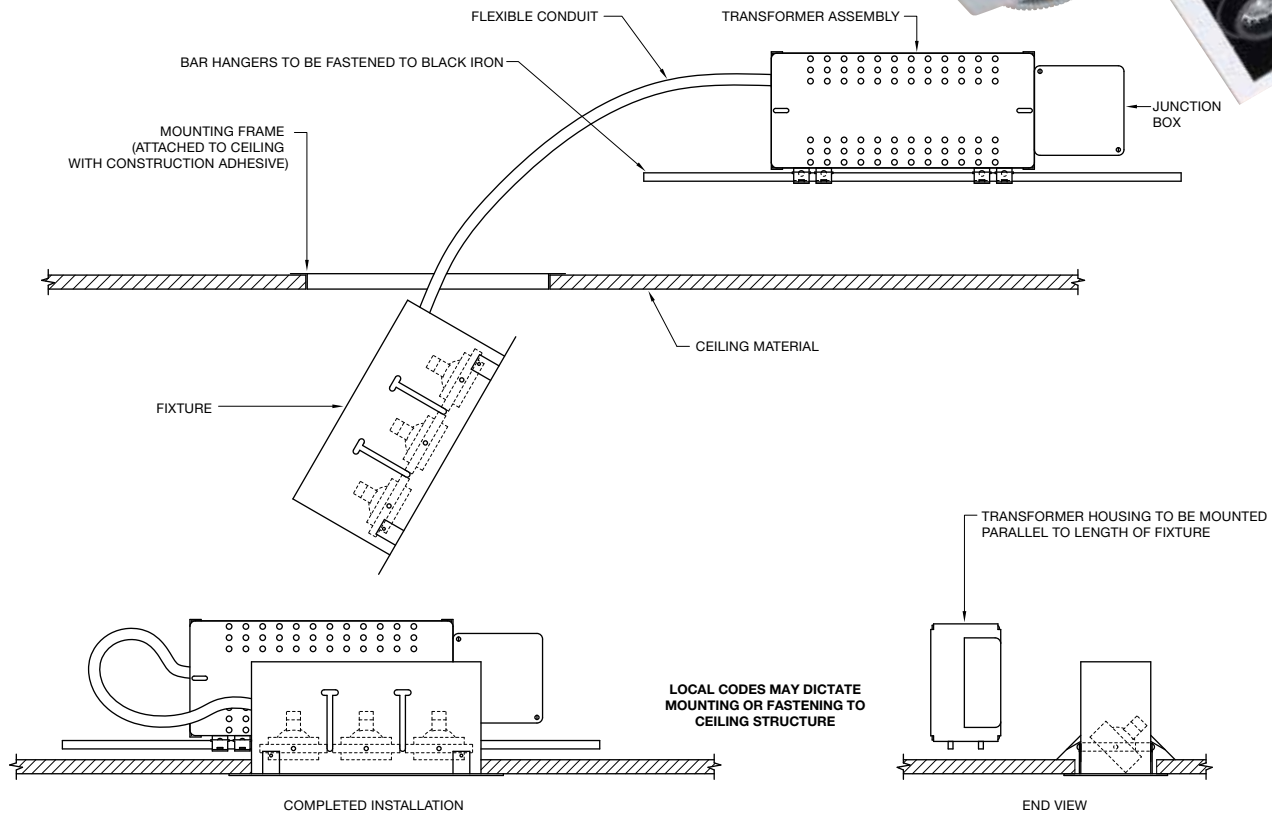 FLEXIBLE CONDUIT
TRANSFORMER ASSEMBLY
BAR HANGERS TO BE FASTENED TO BLACK IRON
JUNCTION
BOX
MOUNTING FRAME
(ATTACHED TO CEILING
WITH CONSTRUCTION ADHESIVE)
CEILING MATERIAL
FIXTURE
TRANSFORMER HOUSING TO BE MOUNTED
PARALLEL TO LENGTH OF FIXTURE
LOCAL CODES MAY DICTATE
MOUNTING OR FASTENING TO
CEILING STRUCTURE
COMPLETED INSTALLATION
END VIEW